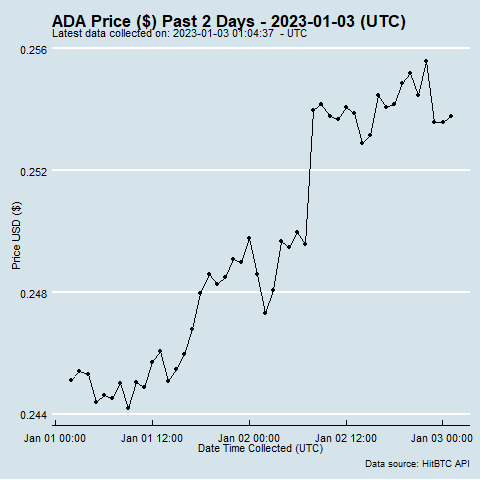 ADA Price ($) Past 2 Days - 2023-01-03 (UTC)
Latest data collected on: 2023-01-03 01:04:37 - UTC
0.256
0.252
0.248
0.244
Price USD ($)
Jan 01 00:00 Jan 01 12:00 Jan 02 00:00 Jan 02 12:00 Jan 03 00:00
Date Time Collected (UTC)
Data source: HitBTC API